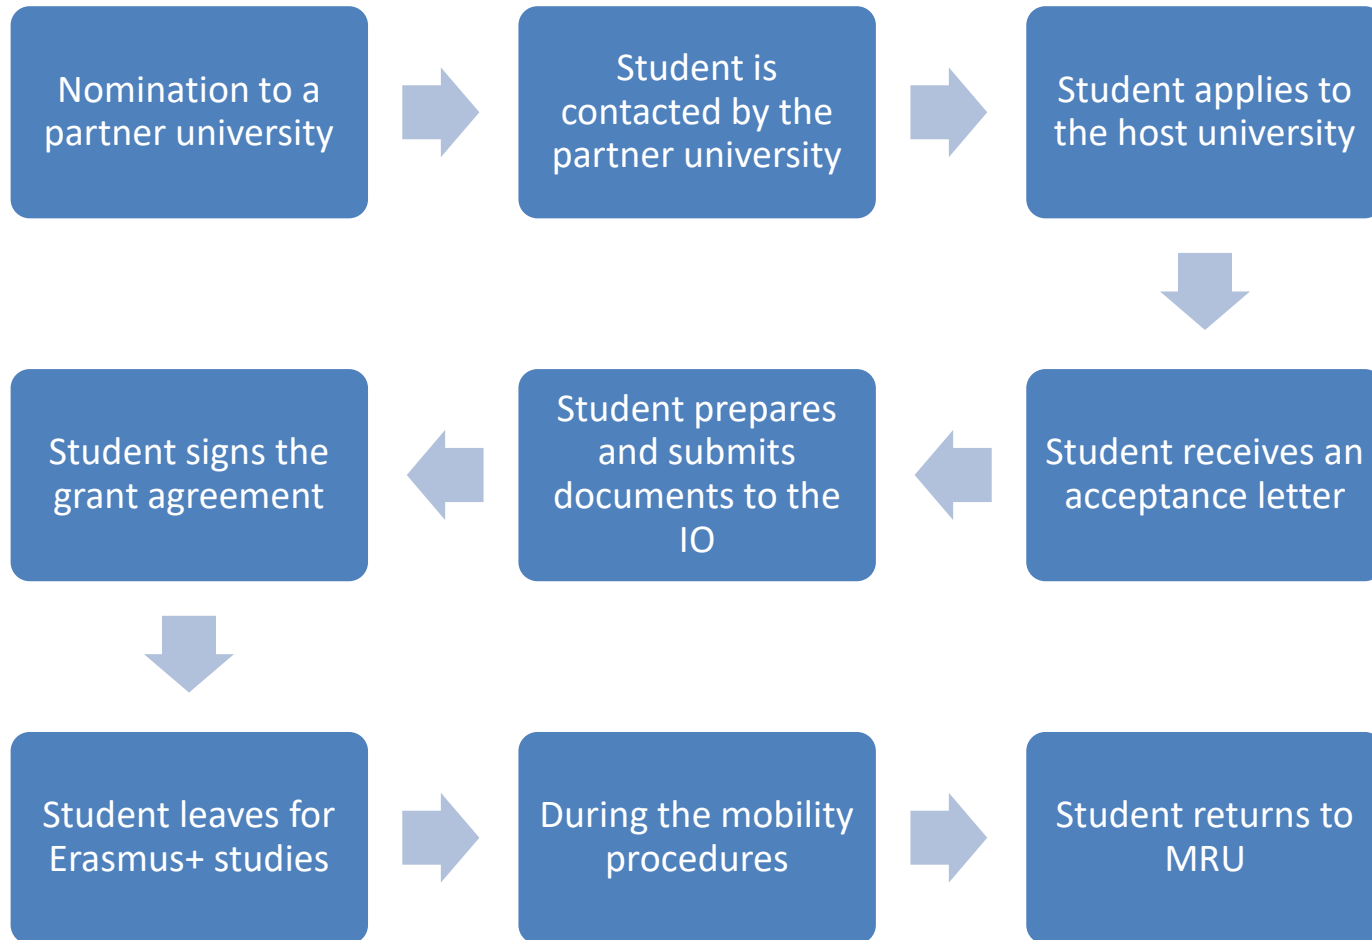 Nomination to a
partner university
Student is
contacted by the
partner university
Student applies to
the host university
Student receives an
acceptance letter
Student prepares
and submits
documents to the
IO
Student signs the
grant agreement
Student leaves for
Erasmus+ studies
During the mobility
procedures
Student returns to
MRU